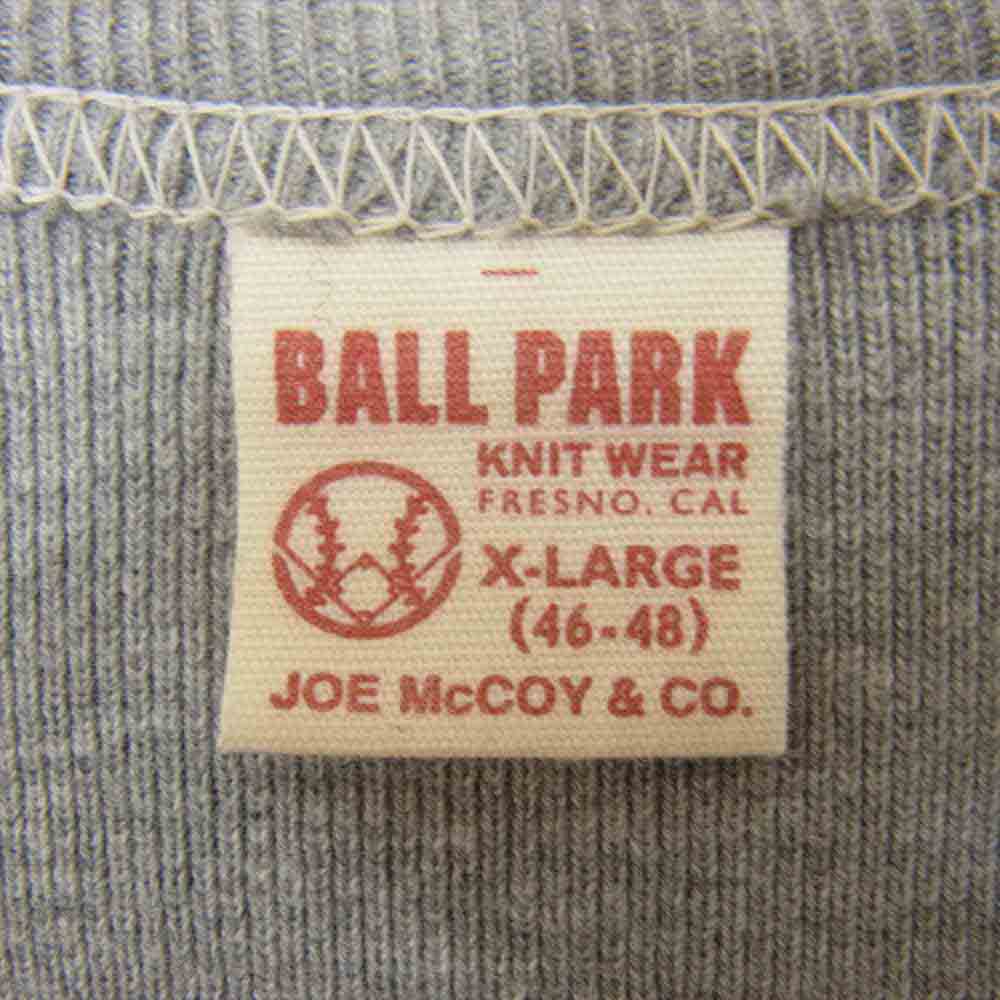 BALL PARK
KNIT WEAR
FRESNO. CAL
X-LARGE
(46-48)
JOE McCOY & CO.